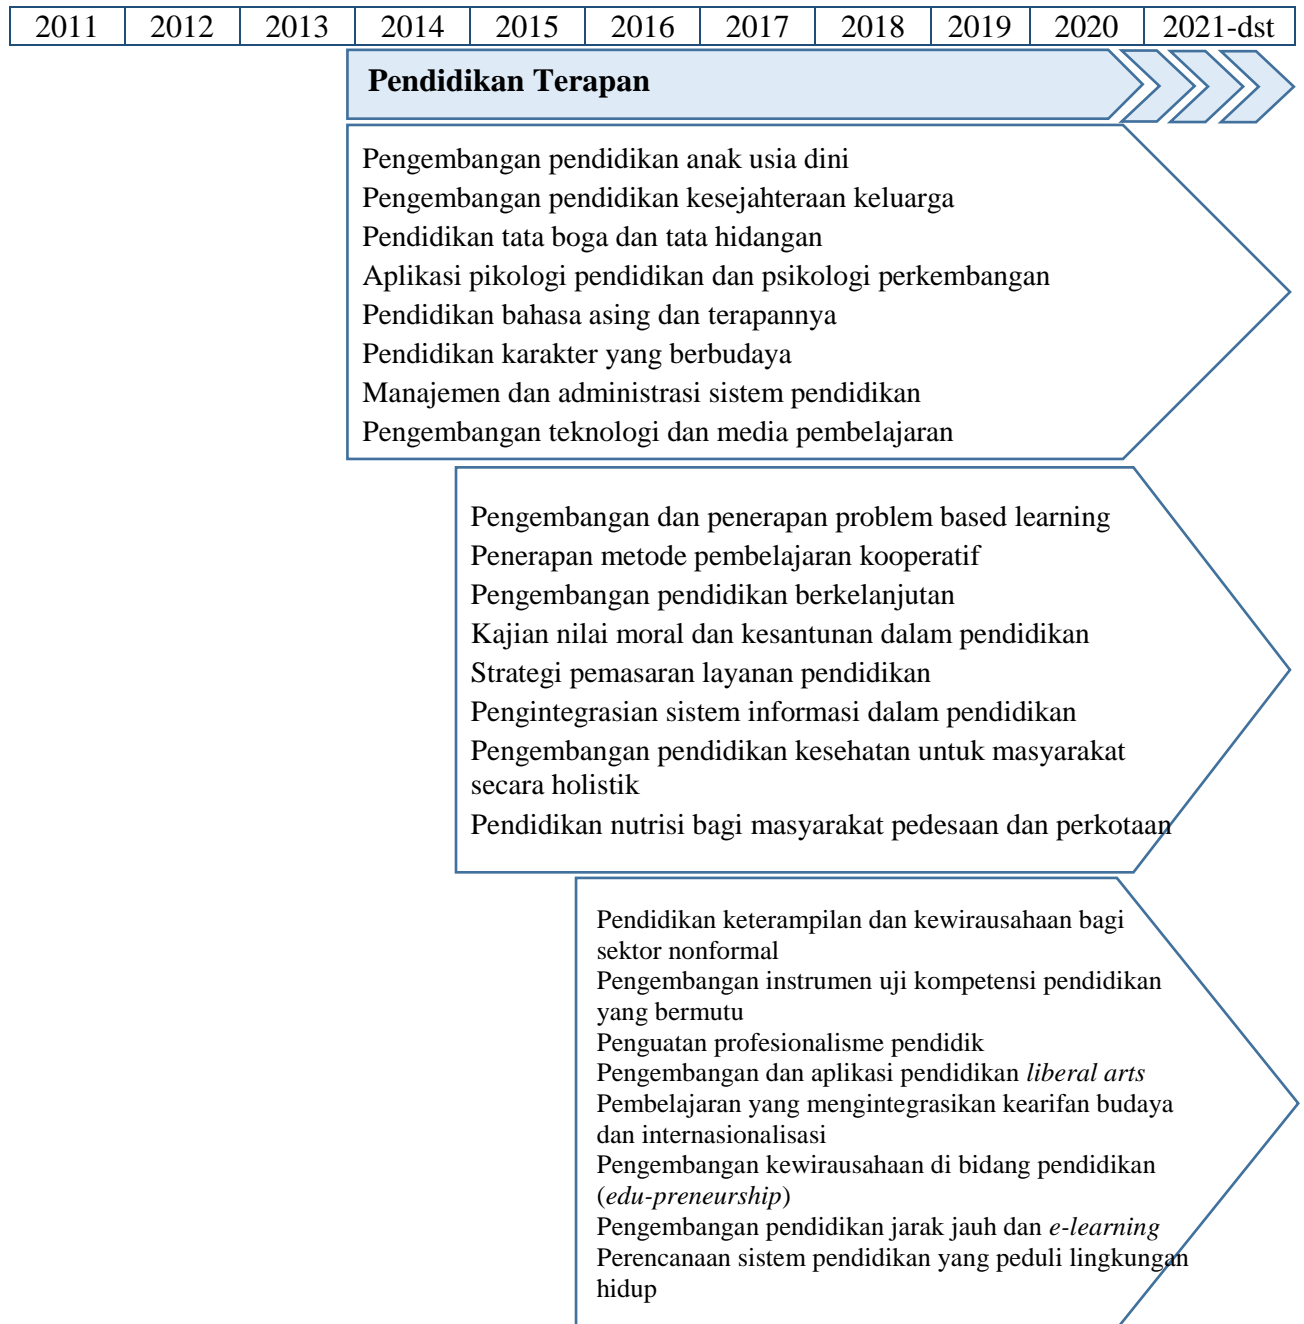 2011 2012 2013 2014 2015 2016 2017 2018 2019 2020 2021-dst
Pendidikan Terapan
Pengembangan pendidikan anak usia dini
Pengembangan pendidikan kesejahteraan keluarga
Pendidikan tata boga dan tata hidangan
Aplikasi pikologi pendidikan dan psikologi perkembangan
Pendidikan bahasa asing dan terapannya
Pendidikan karakter yang berbudaya
Manajemen dan administrasi sistem pendidikan
Pengembangan teknologi dan media pembelajaran
Pengembangan dan penerapan problem based learning
Penerapan metode pembelajaran kooperatif
Pengembangan pendidikan berkelanjutan
Kajian nilai moral dan kesantunan dalam pendidikan
Strategi pemasaran layanan pendidikan
Pengintegrasian sistem informasi dalam pendidikan
Pengembangan pendidikan kesehatan untuk masyarakat
secara holistik
Pendidikan nutrisi bagi masyarakat pedesaan dan perkotaan
Pendidikan keterampilan dan kewirausahaan bagi
sektor nonformal
Pengembangan instrumen uji kompetensi pendidikan
yang bermutu
Penguatan profesionalisme pendidik
Pengembangan dan aplikasi pendidikan liberal arts
Pembelajaran yang mengintegrasikan kearifan budaya
dan internasionalisasi
Pengembangan kewirausahaan di bidang pendidikan
(edu-preneurship)
Pengembangan pendidikan jarak jauh dan e-learning
Perencanaan sistem pendidikan yang peduli lingkungan
hidup